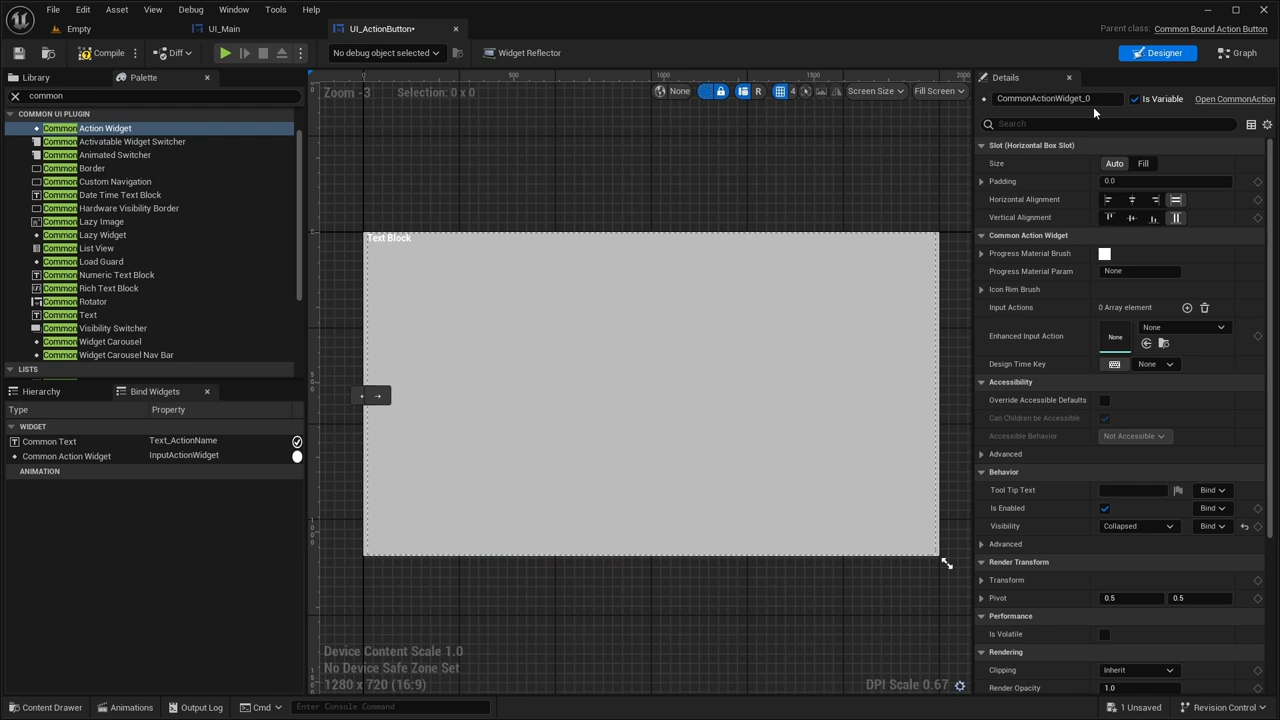 File Edit Asset View Debug Window Tools Help
Empty UI_Main UI_ActionButton•
Parent class: Common Bound Action Button
Compile Diff No debug object selected Widget Reflector Designer Graph
Library Palette Details
common
CommonActionWidget_0 Is Variable Open CommonAction
COMMON UI PLUGIN
Common Action Widget
Common Activatable Widget Switcher
Common Animated Switcher
Common Border
Common Custom Navigation
Common Date Time Text Block
Common Hardware Visibility Border
Common Lazy Image
Common Lazy Widget
Common List View
Common Load Guard
Common Numeric Text Block
Common Rich Text Block
Common Rotator
Common Text
Common Visibility Switcher
Common Widget Carousel
Common Widget Carousel Nav Bar
LISTS
Hierarchy Bind Widgets
Type Property
WIDGET
Common Text Text_ActionName
Common Action Widget InputActionWidget
ANIMATION
0 500 1000 1500 2000
Zoom -3 Selection: 0 x 0
None R 4 Screen Size Fill Screen
Text Block
Device Content Scale 1.0
No Device Safe Zone Set
1280 x 720 (16:9) DPI Scale 0.67
Search
Slot (Horizontal Box Slot)
Size Auto Fill
Padding 0.0
Horizontal Alignment
Vertical Alignment
Common Action Widget
Progress Material Brush
Progress Material Param None
Icon Rim Brush
Input Actions 0 Array element
Enhanced Input Action None None
Design Time Key None
Accessibility
Override Accessible Defaults
Can Children be Accessible
Accessible Behavior Not Accessible
Advanced
Behavior
Tool Tip Text Bind
Is Enabled Bind
Visibility Collapsed Bind
Advanced
Render Transform
Transform
Pivot 0.5 0.5
Performance
Is Volatile
Rendering
Clipping Inherit
Render Opacity 1.0
Content Drawer Animations Output Log Cmd Enter Console Command 1 Unsaved Revision Control